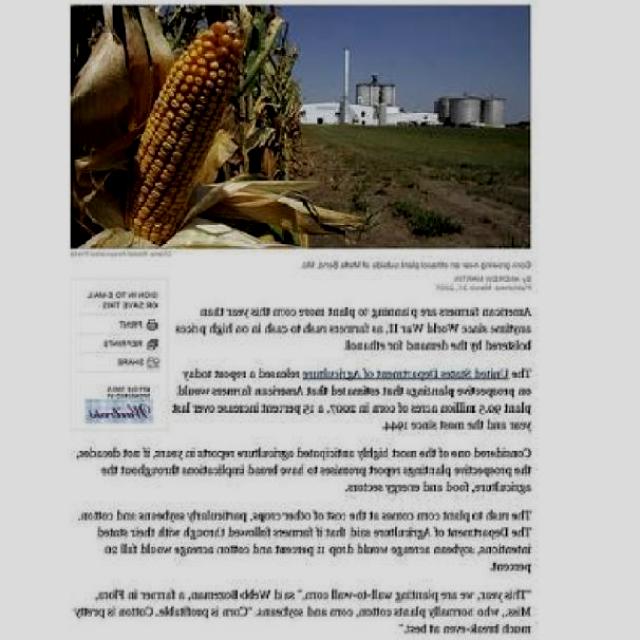 Corn growing near an ethanol plant outside of
By ANDREW MARTIN
Published: March 31, 2007
SIGN IN TO E-MAIL
OR SAVE THIS
PRINT
REPRINTS
SHARE
American farmers are planning to plant more corn this year than
anytime since World War II, as farmers rush to cash in on high prices
bolstered by the demand for ethanol.
The United States Department of Agriculture released a report today
on prospective plantings that estimated that American farmers would
plant 90.5 million acres of corn in 2007, a 15 percent increase over last
year and the most since 1944.
Considered one of the most highly anticipated agriculture reports in years, if not decades,
the prospective plantings report promises to have broad implications throughout the
agriculture, food and energy sectors.
The rush to plant corn comes at the cost of other crops, particularly soybeans and cotton.
The Department of Agriculture said that if farmers followed through with their stated
intentions, soybean acreage would drop 11 percent and cotton acreage would fall 20
percent.
"This year, we are planting wall-to-wall corn," said Webb Bozeman, a farmer in Flora,
Miss., who normally plants cotton, corn and soybeans. "Corn is profitable. Cotton is pretty
much break-even at best."